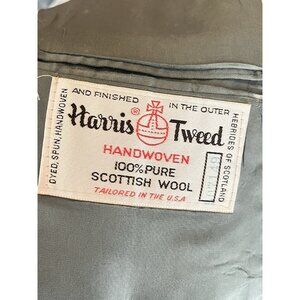 DYED, SPUN, HANDWOVEN
AND FINISHED IN THE OUTER
HEBRIDES OF SCOTLAND
Harris Tweed
HANDWOVEN
100% PURE
SCOTTISH WOOL
TAILORED IN THE U.S.A